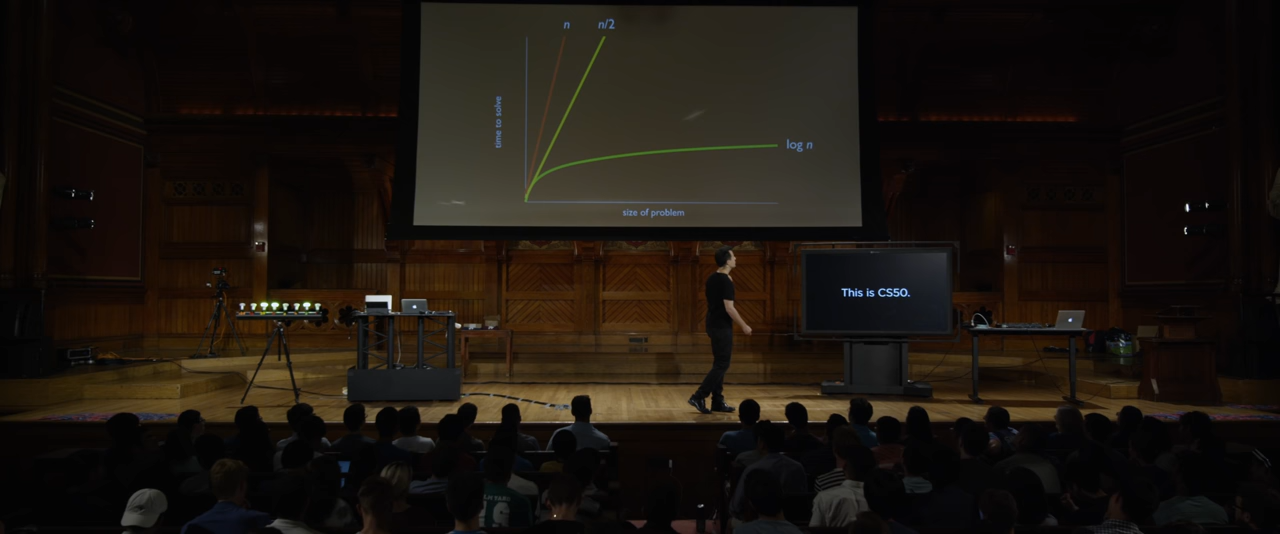 n
n/2
time to solve
log n
size of problem
This is CS50.